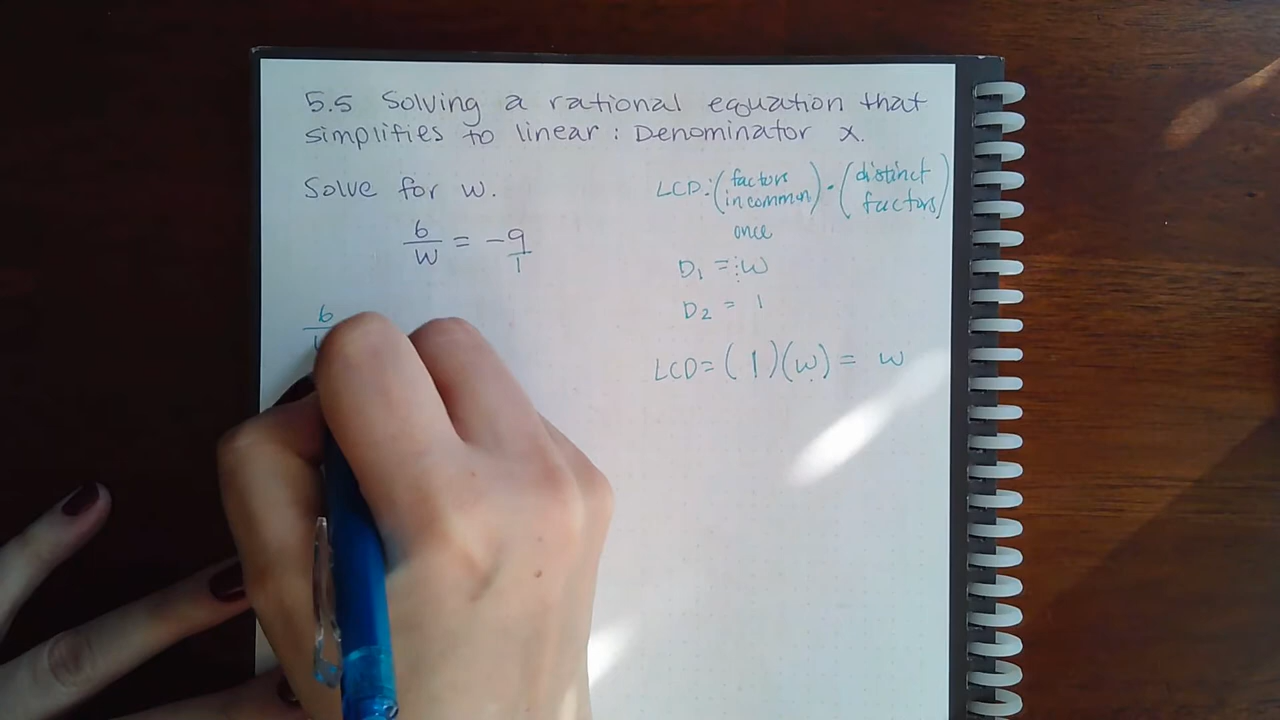 5.5 Solving a rational equation that
simplifies to linear : Denominator x.
Solve for w.
6/w = -9/1
6
LCD: (factors in common) · (distinct factors)
once
D₁ = w
D₂ = 1
LCD = (1)(w) = w